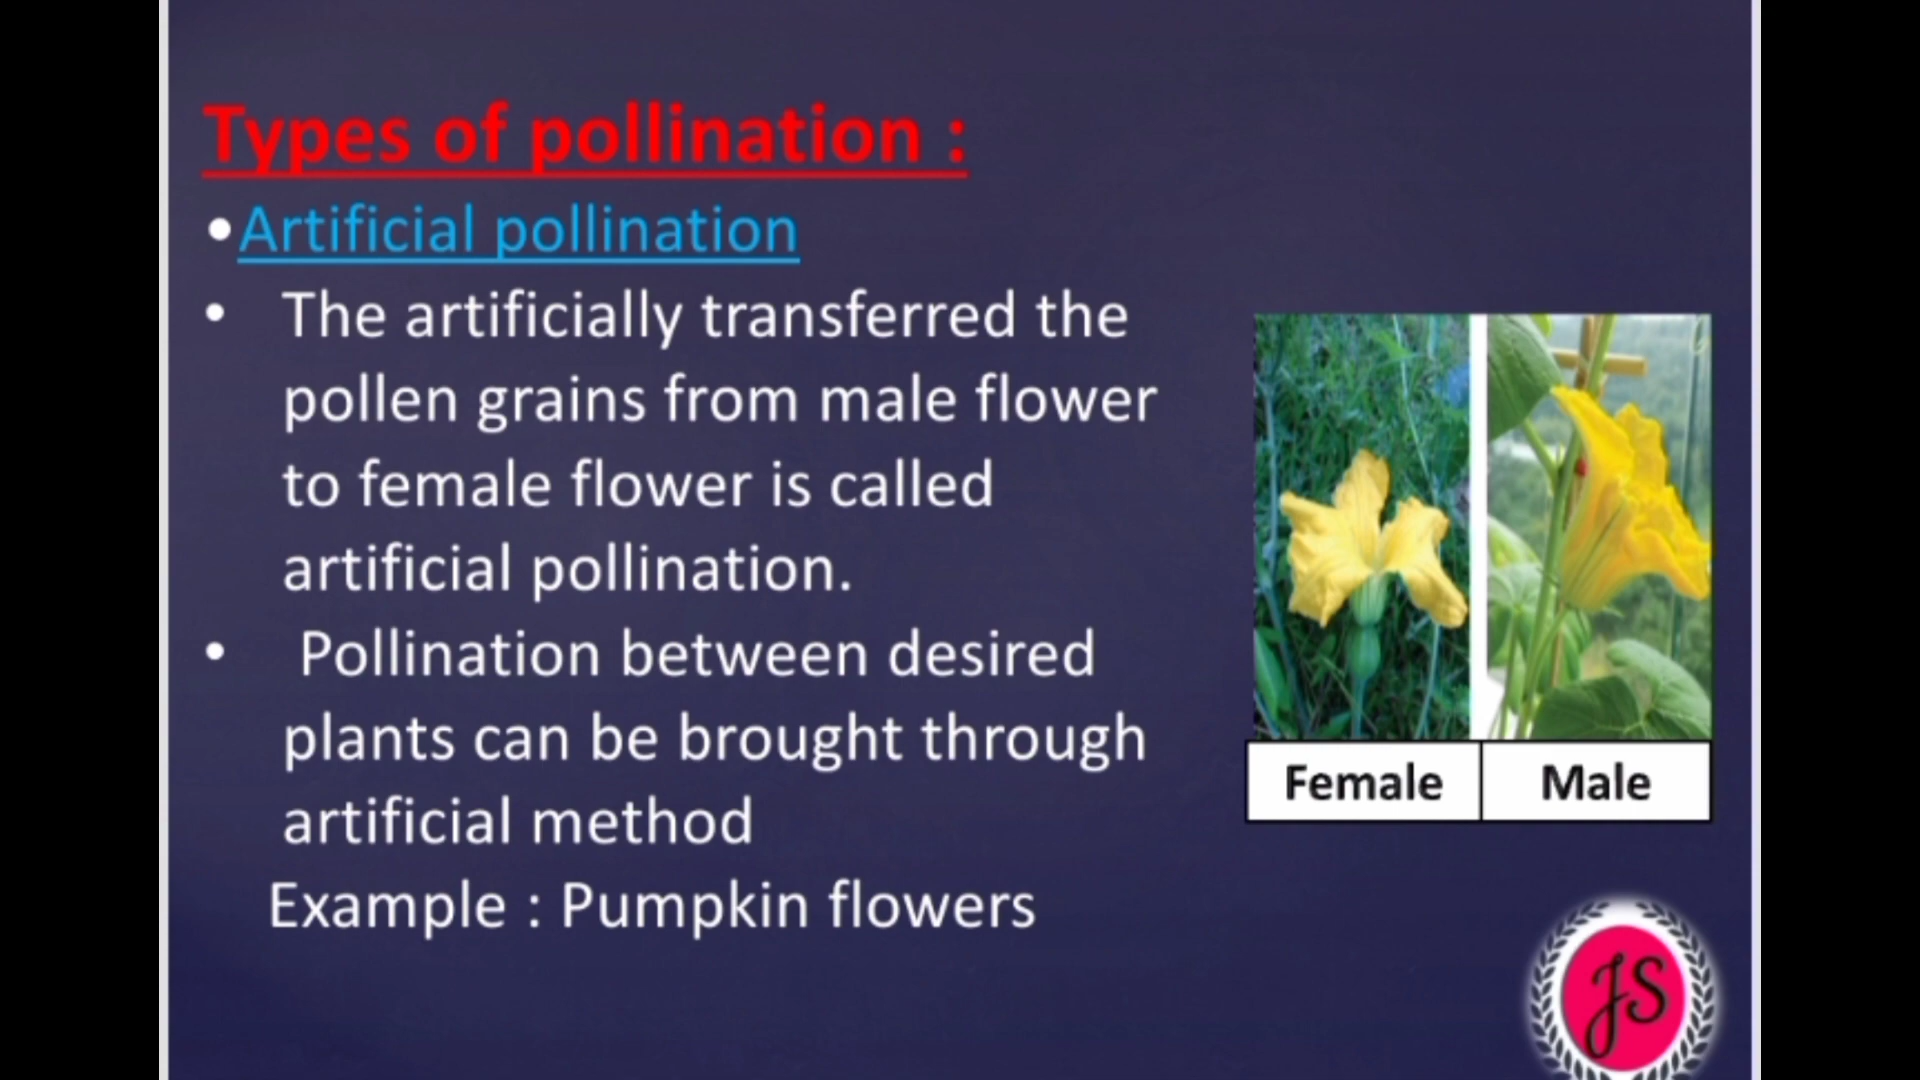 Types of pollination :
•Artificial pollination
• The artificially transferred the
pollen grains from male flower
to female flower is called
artificial pollination.
• Pollination between desired
plants can be brought through
artificial method
Example : Pumpkin flowers
Female Male
JS